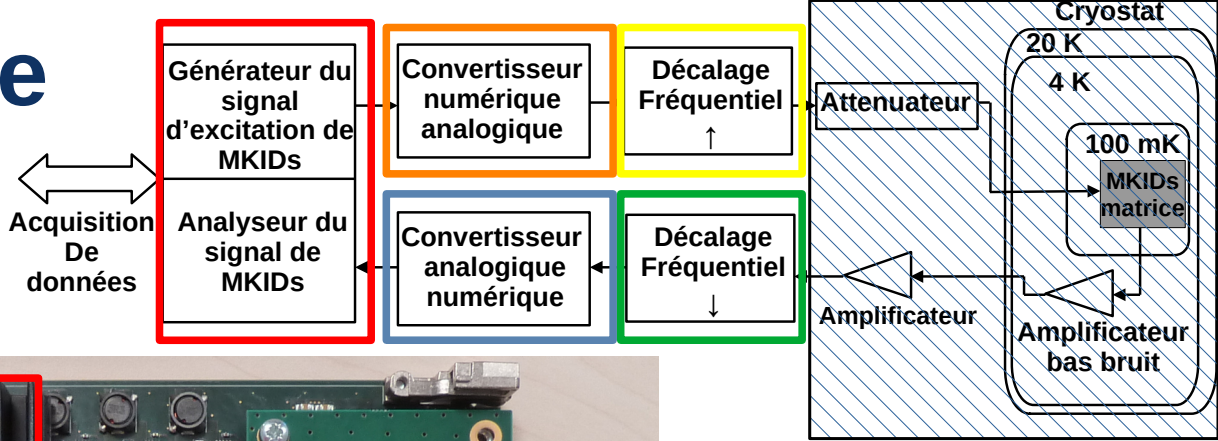 e
Acquisition
De
données
Générateur du
signal
d'excitation de
MKIDs
Analyseur du
signal de
MKIDs
Convertisseur
numérique
analogique
Convertisseur
analogique
numérique
Décalage
Fréquentiel
↑
Décalage
Fréquentiel
↓
Attenuateur
Amplificateur
Cryostat
20 K
4 K
100 mK
MKIDs
matrice
Amplificateur
bas bruit